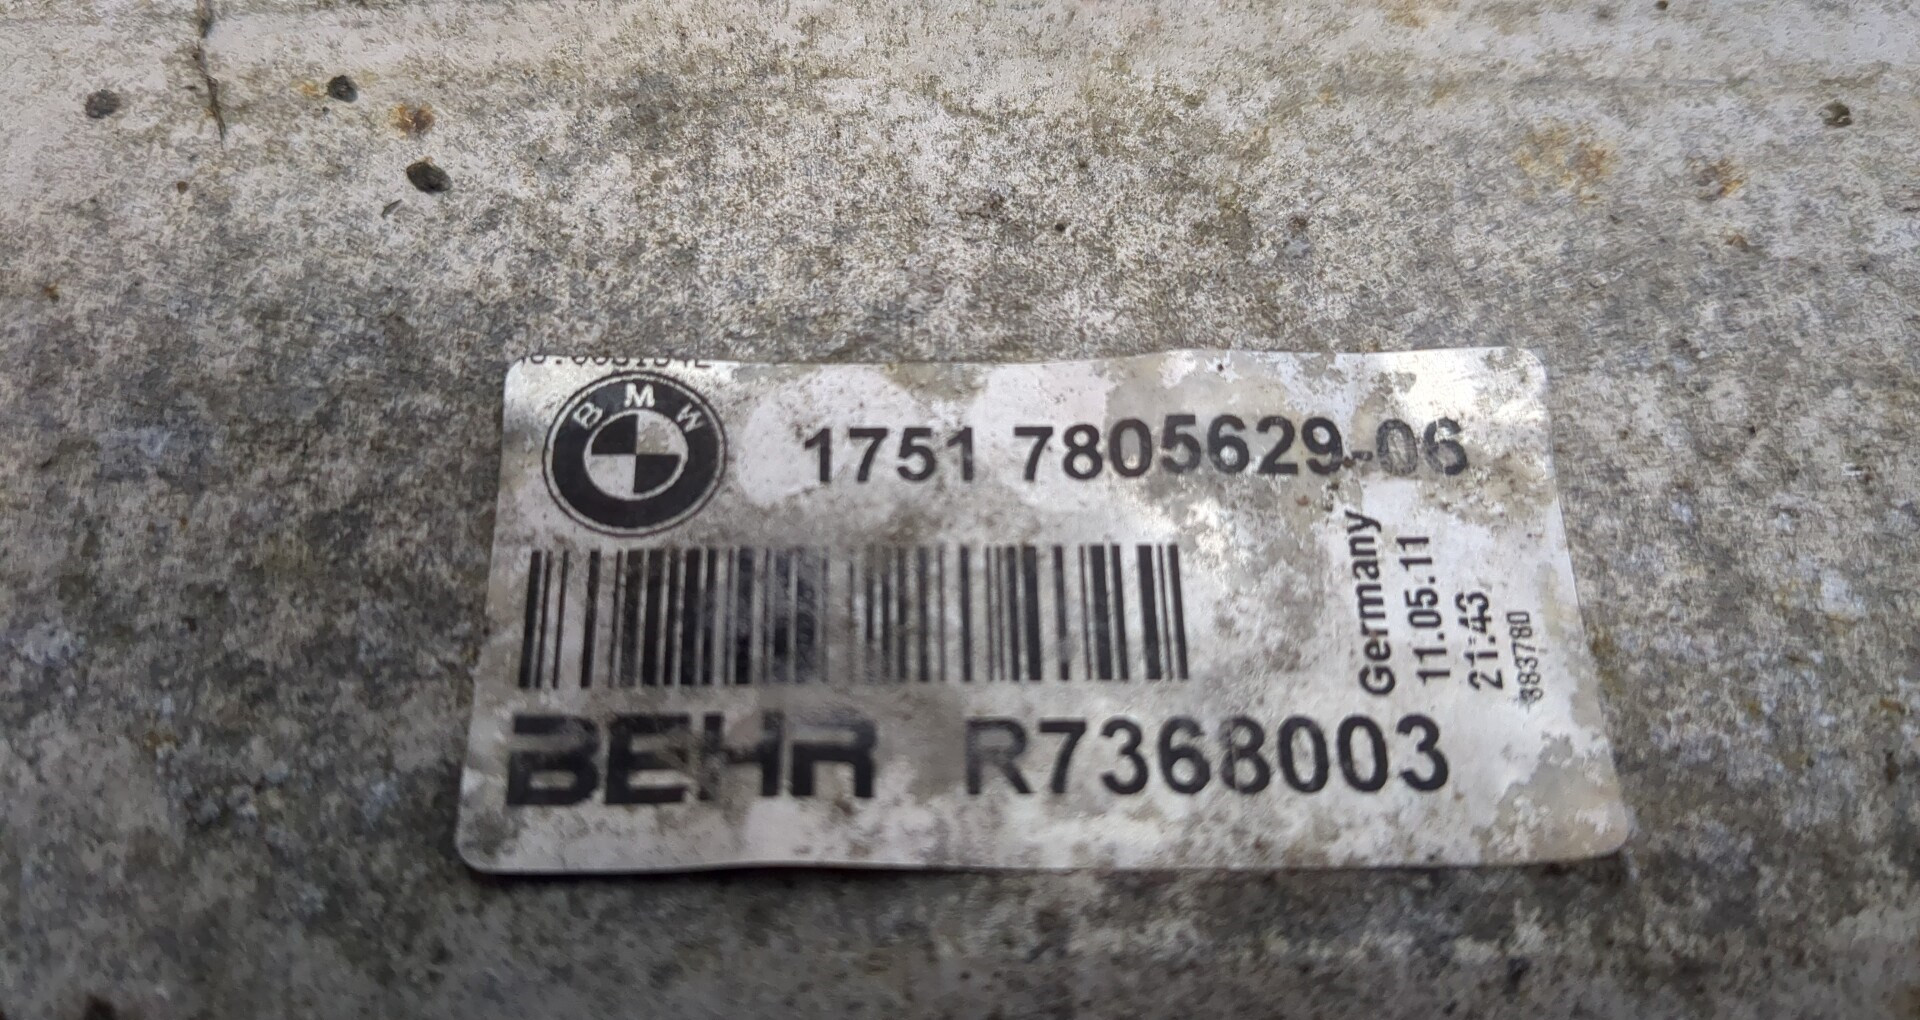 BMW
1751 7805629-06
Germany
11.05.11
21:43
383780
BEHR R7368003